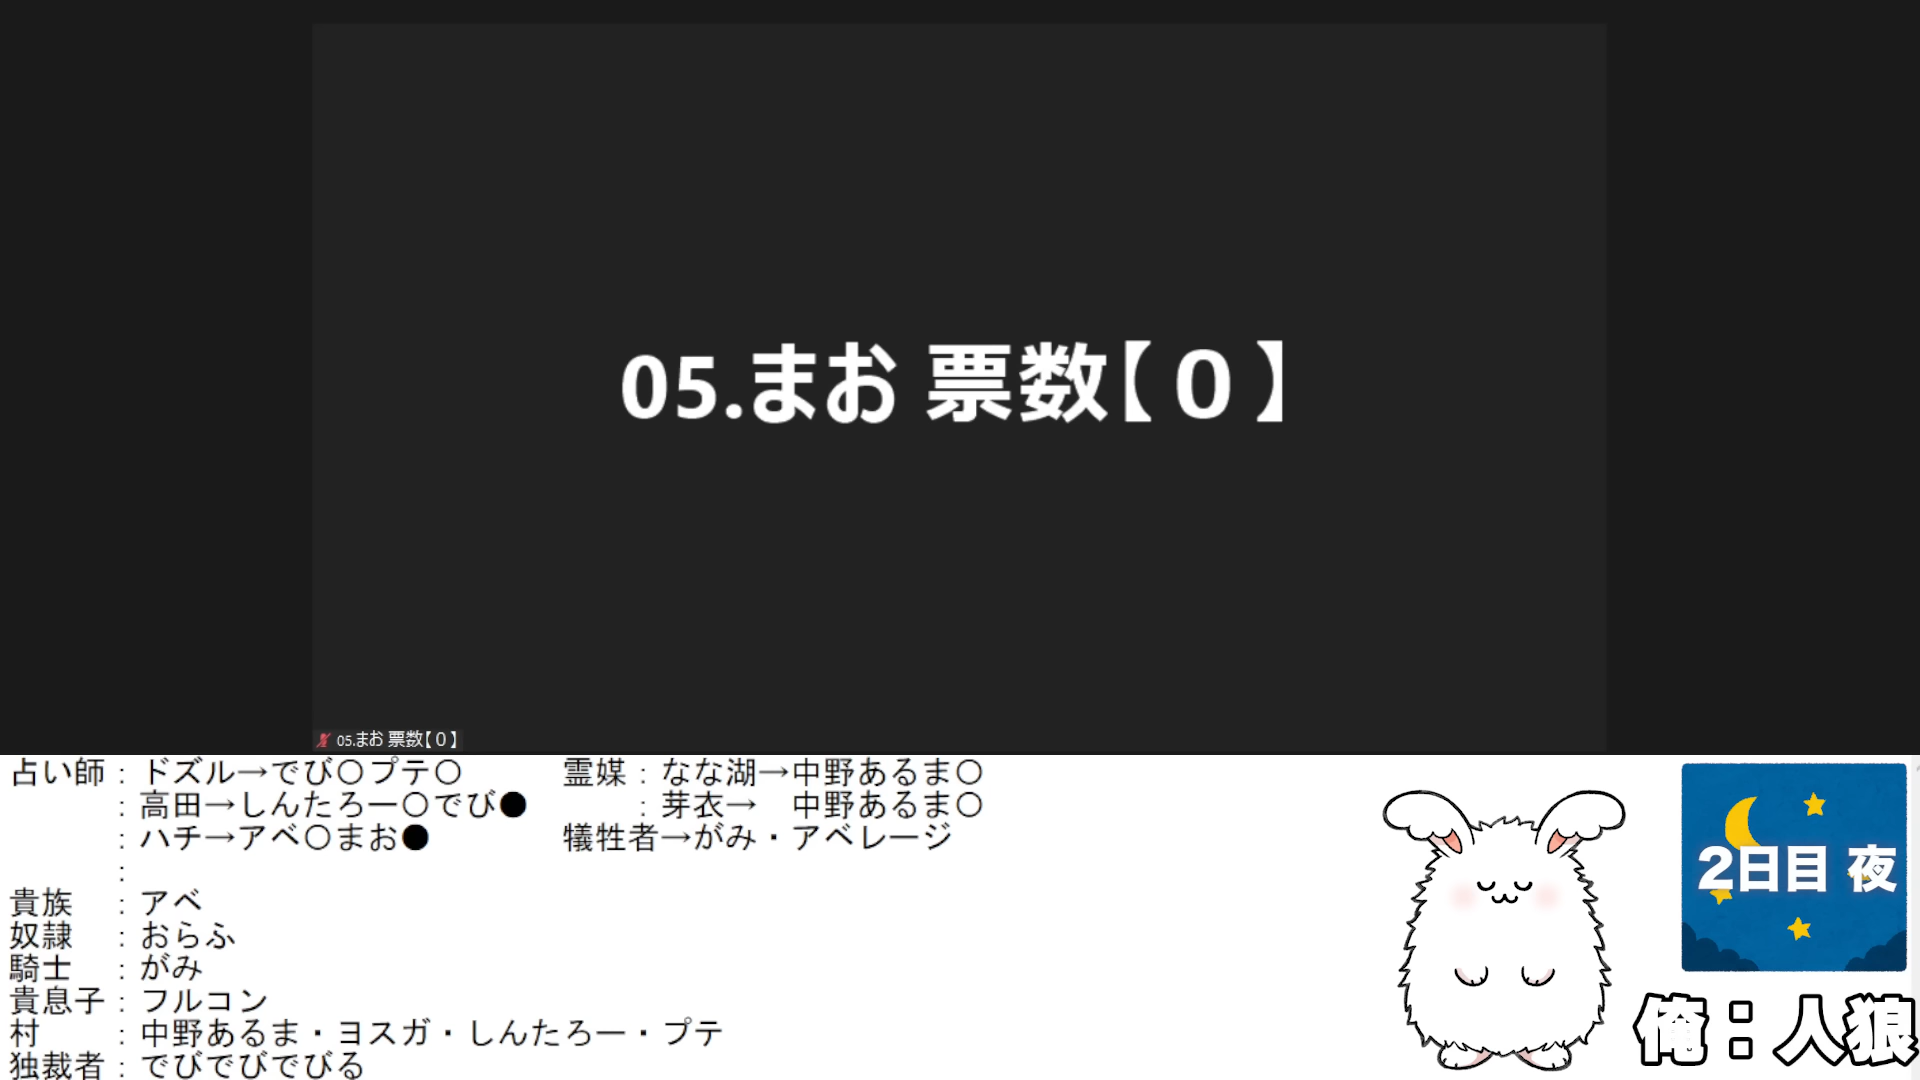 05.まお 票数【０】
05.まお 票数【０】
占い師：ドズル→でび〇プテ〇
：高田→しんたろー〇でび●
：ハチ→アベ〇まお●
：
貴族：アベ
奴隷：おらふ
騎士：がみ
貴息子：フルコン
村：中野あるま・ヨスガ・しんたろー・プテ
独裁者：でびでびでびる
霊媒：なな湖→中野あるま〇
：芽衣→　中野あるま〇
犠牲者→がみ・アベレージ
2日目 夜
俺：人狼